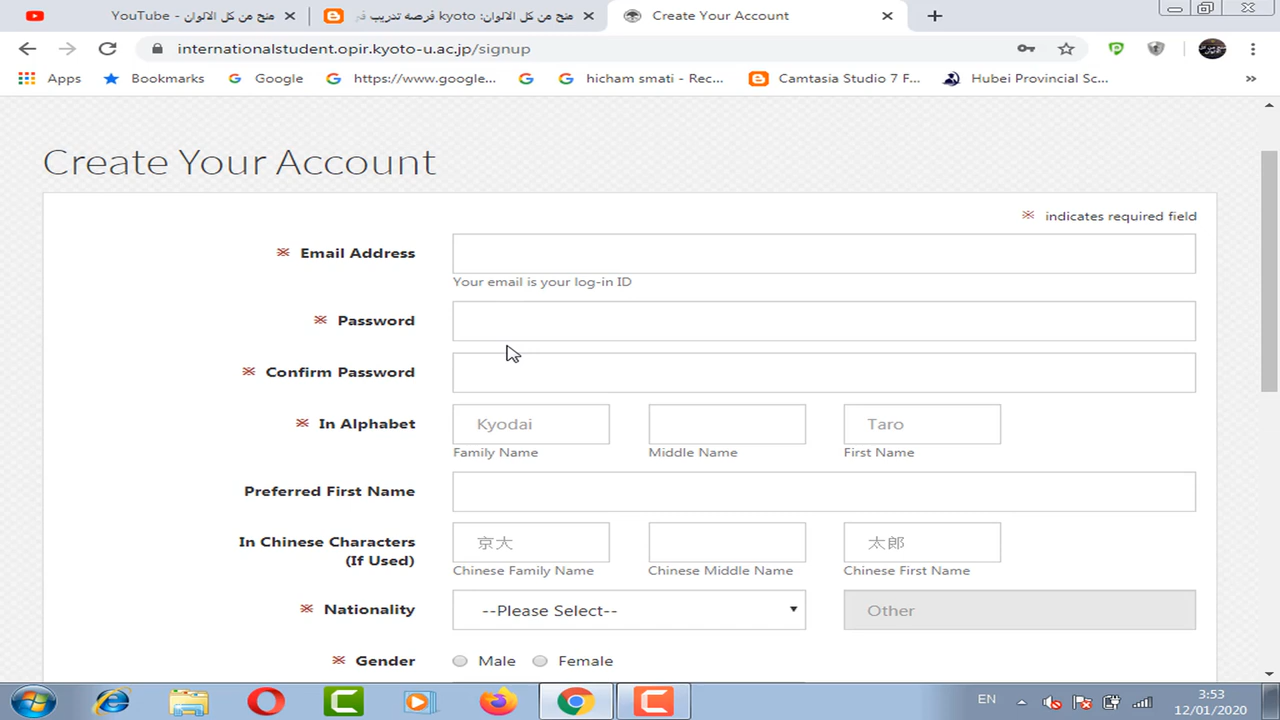 منح من كل الالوان - YouTube
منح من كل الالوان: kyoto فرصه تدريب في
Create Your Account
internationalstudent.opir.kyoto-u.ac.jp/signup
Apps Bookmarks Google https://www.google... hicham smati - Rec... Camtasia Studio 7 F... Hubei Provincial Sc... »
Create Your Account
※ indicates required field
※ Email Address
Your email is your log-in ID
※ Password
※ Confirm Password
※ In Alphabet Kyodai Taro
Family Name Middle Name First Name
Preferred First Name
In Chinese Characters 京大 太郎
(If Used)
Chinese Family Name Chinese Middle Name Chinese First Name
※ Nationality --Please Select-- Other
※ Gender Male Female
EN 3:53
12/01/2020